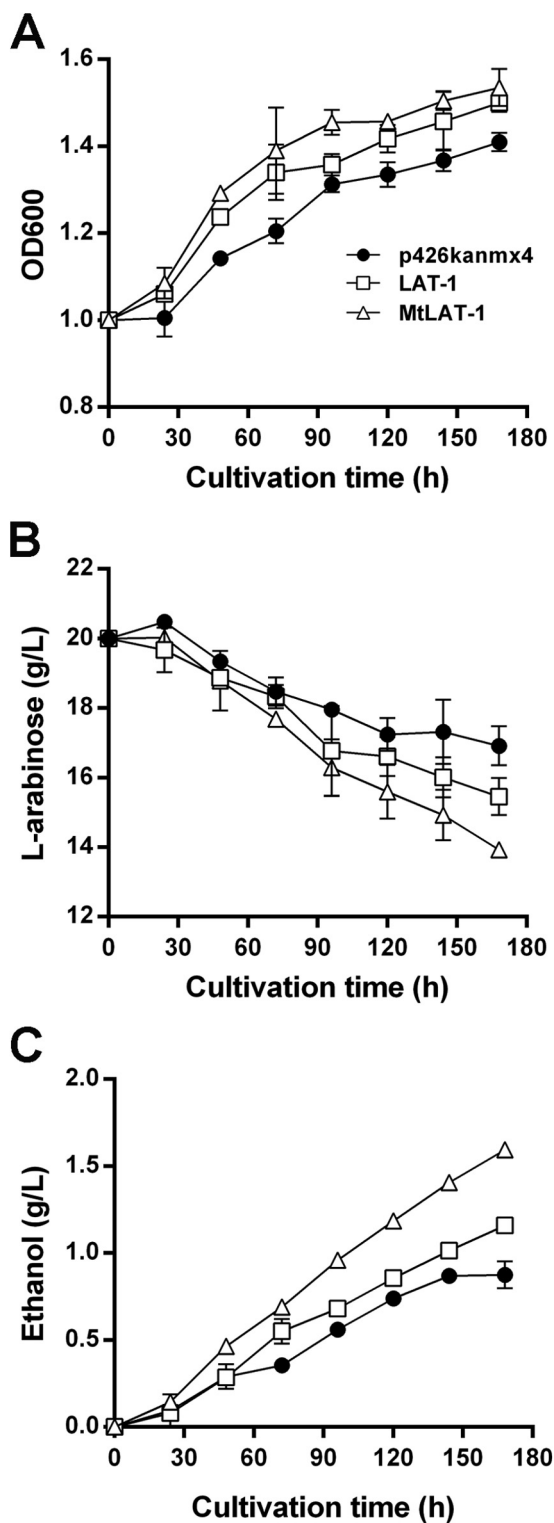 A
1.6
1.4
1.2
1.0
0.8
OD600
p426kanmx4
LAT-1
MtLAT-1
0 30 60 90 120 150 180
Cultivation time (h)
B
22
20
18
16
14
12
L-arabinose (g/L)
0 30 60 90 120 150 180
Cultivation time (h)
C
2.0
1.5
1.0
0.5
0.0
Ethanol (g/L)
0 30 60 90 120 150 180
Cultivation time (h)